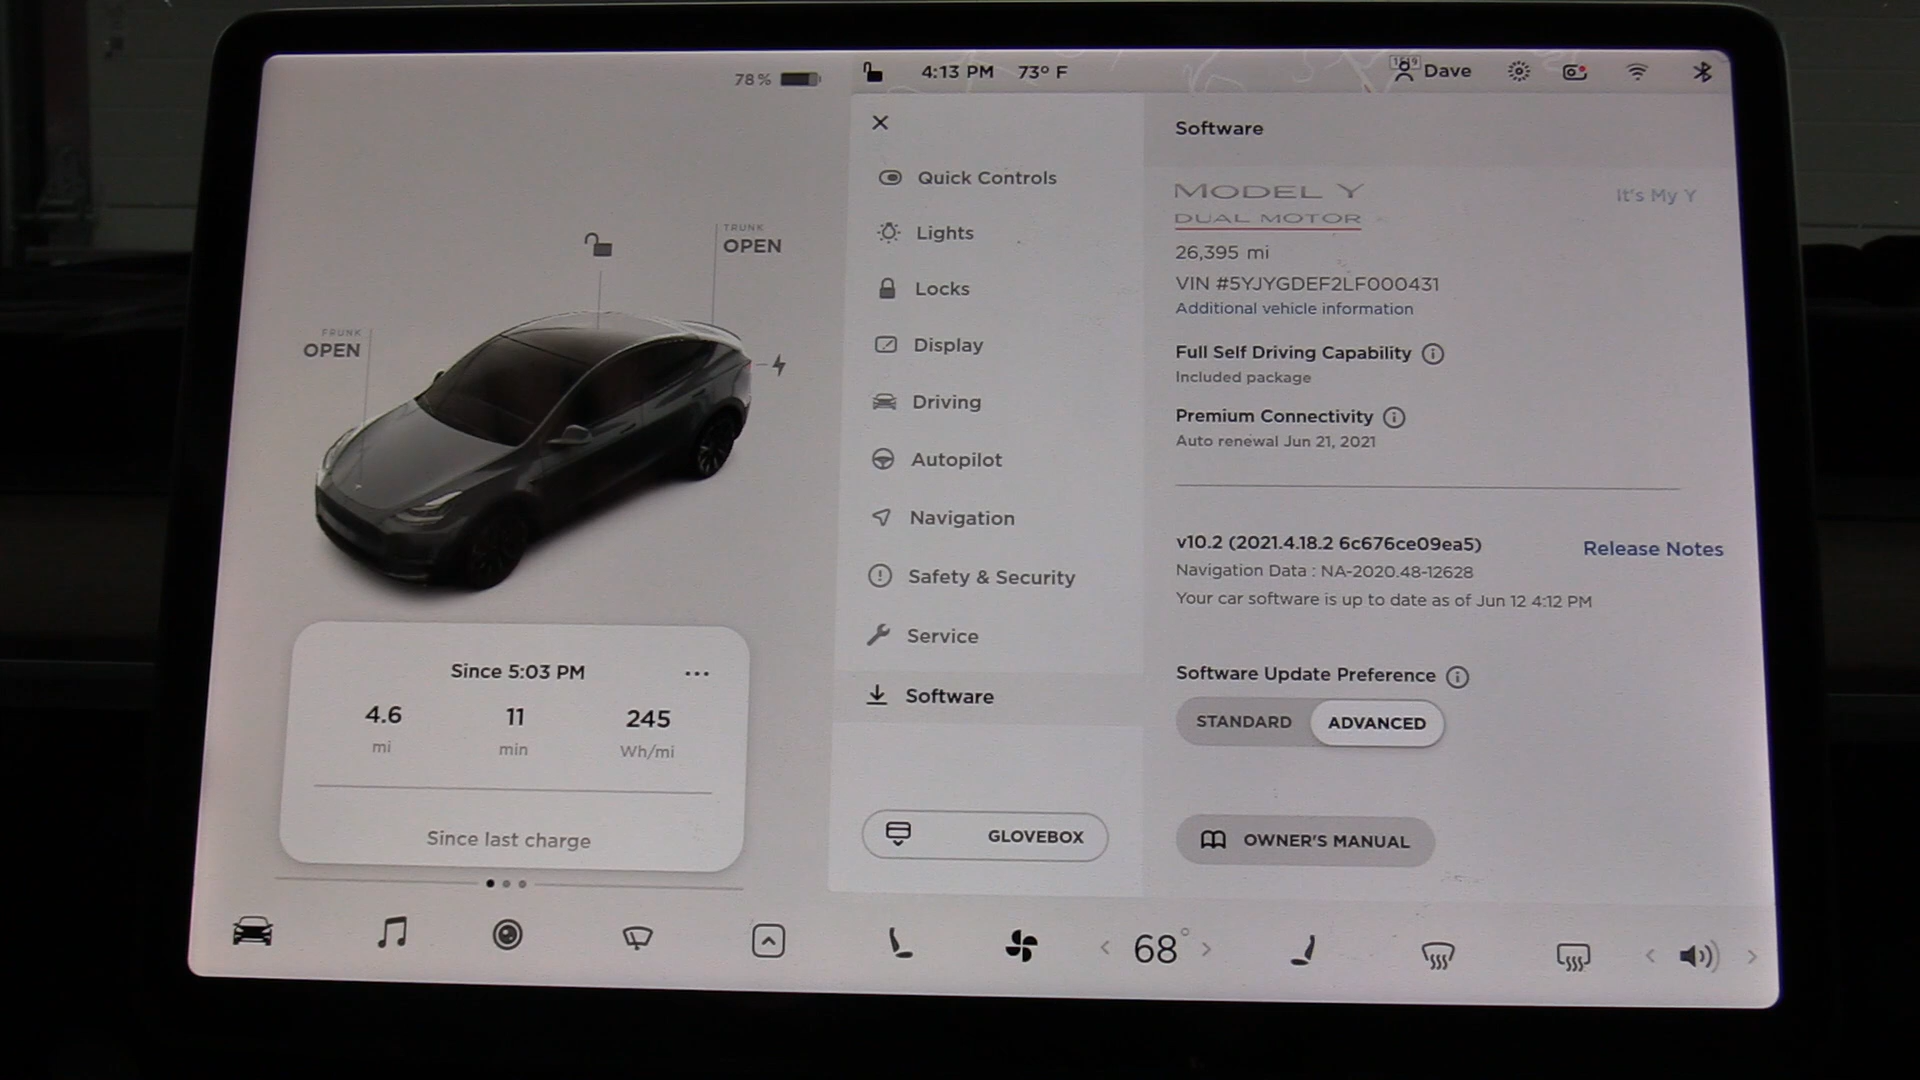 78%
4:13 PM 73° F
Dave
TRUNK
OPEN
FRUNK
OPEN
Since 5:03 PM
4.6 11 245
mi min Wh/mi
Since last charge
Quick Controls
Lights
Locks
Display
Driving
Autopilot
Navigation
Safety & Security
Service
Software
GLOVEBOX
Software
MODEL Y
DUAL MOTOR
It's My Y
26,395 mi
VIN #5YJYGDEF2LF000431
Additional vehicle information
Full Self Driving Capability
Included package
Premium Connectivity
Auto renewal Jun 21, 2021
v10.2 (2021.4.18.2 6c676ce09ea5)
Release Notes
Navigation Data : NA-2020.48-12628
Your car software is up to date as of Jun 12 4:12 PM
Software Update Preference
STANDARD ADVANCED
OWNER'S MANUAL
68°